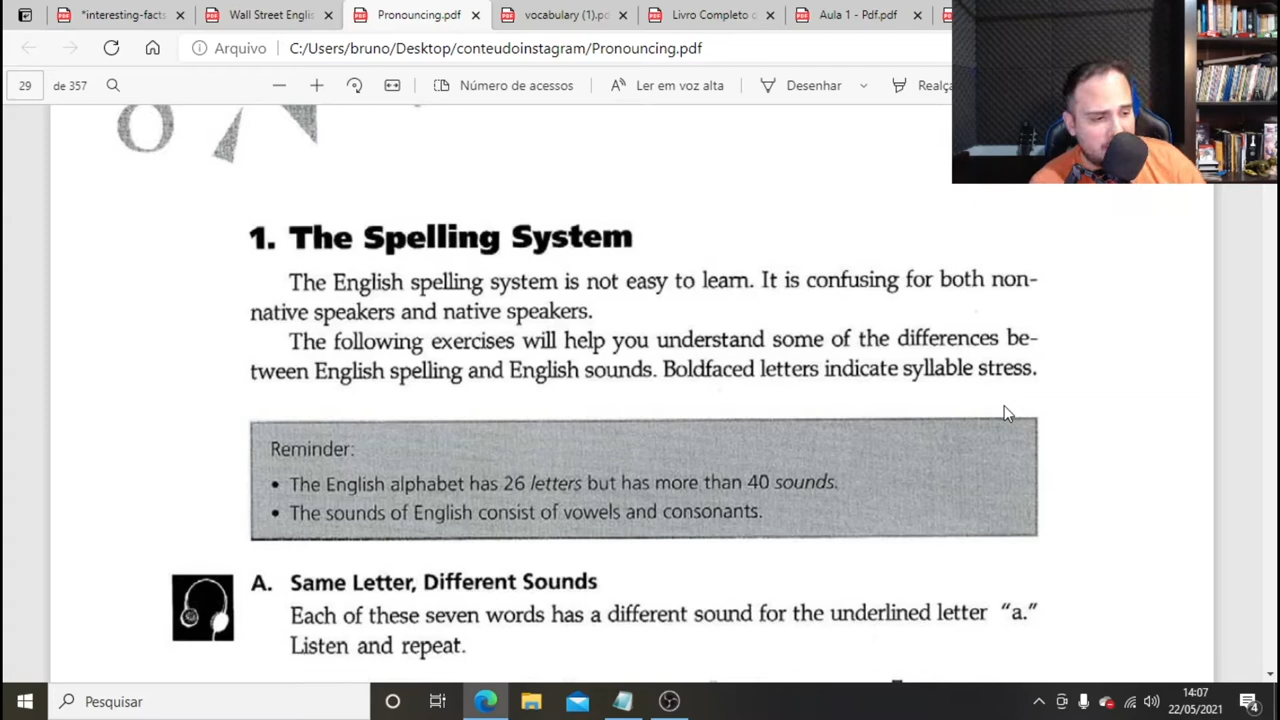 *interesting-facts
Wall Street Englis
Pronouncing.pdf
vocabulary (1).pd
Livro Completo
Aula 1 - Pdf.pdf
Arquivo
C:/Users/bruno/Desktop/conteudoinstagram/Pronouncing.pdf
29
de 357
Número de acessos
Ler em voz alta
Desenhar
Realça
O
1. The Spelling System
The English spelling system is not easy to learn. It is confusing for both non-
native speakers and native speakers.
The following exercises will help you understand some of the differences be-
tween English spelling and English sounds. Boldfaced letters indicate syllable stress.
Reminder:
• The English alphabet has 26 letters but has more than 40 sounds.
• The sounds of English consist of vowels and consonants.
A. Same Letter, Different Sounds
Each of these seven words has a different sound for the underlined letter "a."
Listen and repeat.
Pesquisar
14:07
22/05/2021
4